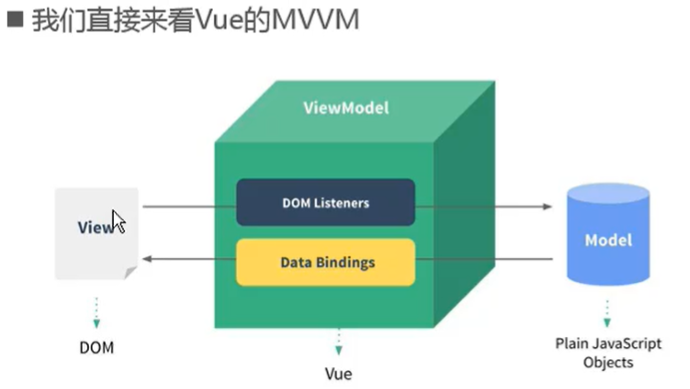 我们直接来看Vue的MVVM
ViewModel
DOM Listeners
View
Data Bindings
Model
DOM
Vue
Plain JavaScript
Objects